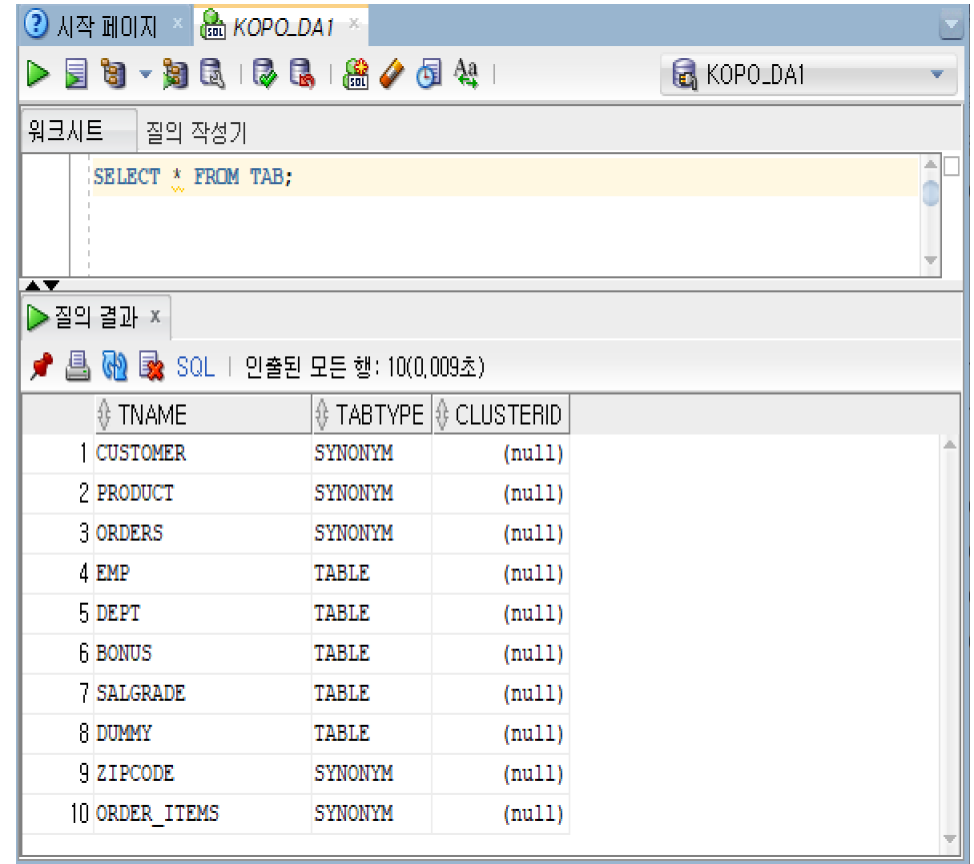 시작 페이지 × KOPO_DA1 ×
SQL KOPO_DA1
워크시트 질의 작성기
SELECT * FROM TAB;
질의 결과 x
SQL | 인출된 모든 행: 10(0,009초)
TNAME TABTYPE CLUSTERID
1 CUSTOMER SYNONYM (null)
2 PRODUCT SYNONYM (null)
3 ORDERS SYNONYM (null)
4 EMP TABLE (null)
5 DEPT TABLE (null)
6 BONUS TABLE (null)
7 SALGRADE TABLE (null)
8 DUMMY TABLE (null)
9 ZIPCODE SYNONYM (null)
10 ORDER_ITEMS SYNONYM (null)